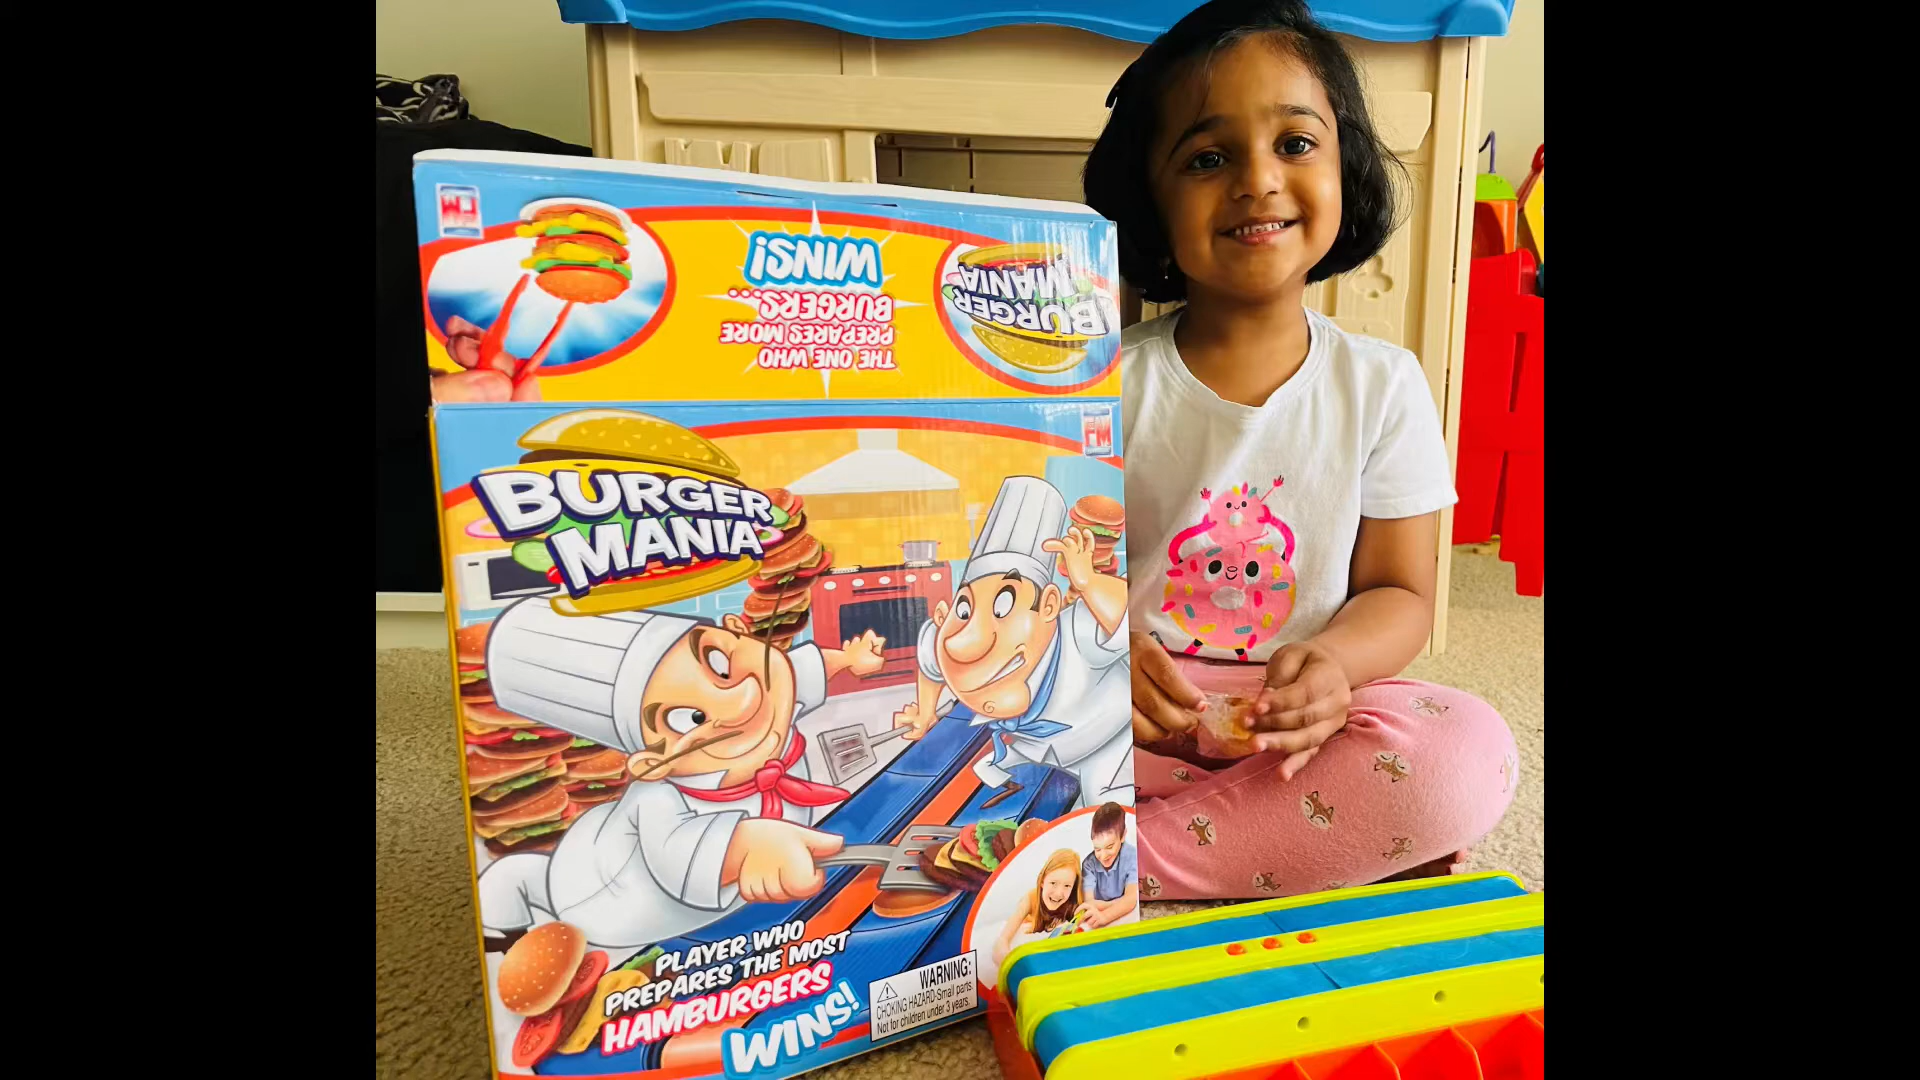 THE ONE WHO
PREPARES MORE
BURGERS...
WINS!
BURGER
MANIA
BURGER
MANIA
PLAYER WHO
PREPARES THE MOST
HAMBURGERS
WINS!
WARNING:
CHOKING HAZARD-Small parts
Not for children under 3 years.